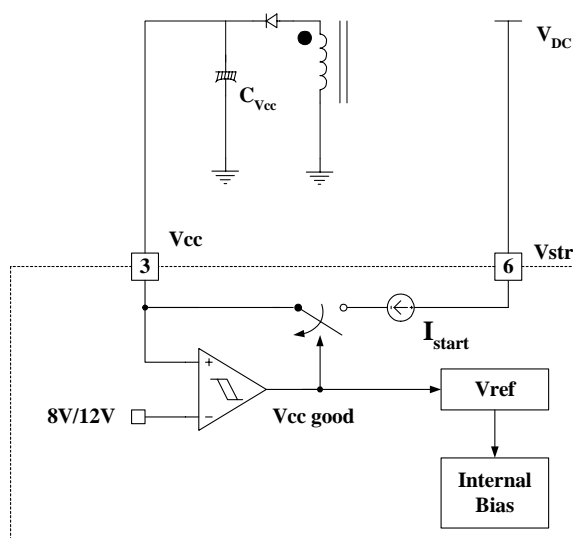 V_DC
C_Vcc
Vcc
3
6
Vstr
I_start
+
−
8V/12V
Vcc good
Vref
Internal
Bias